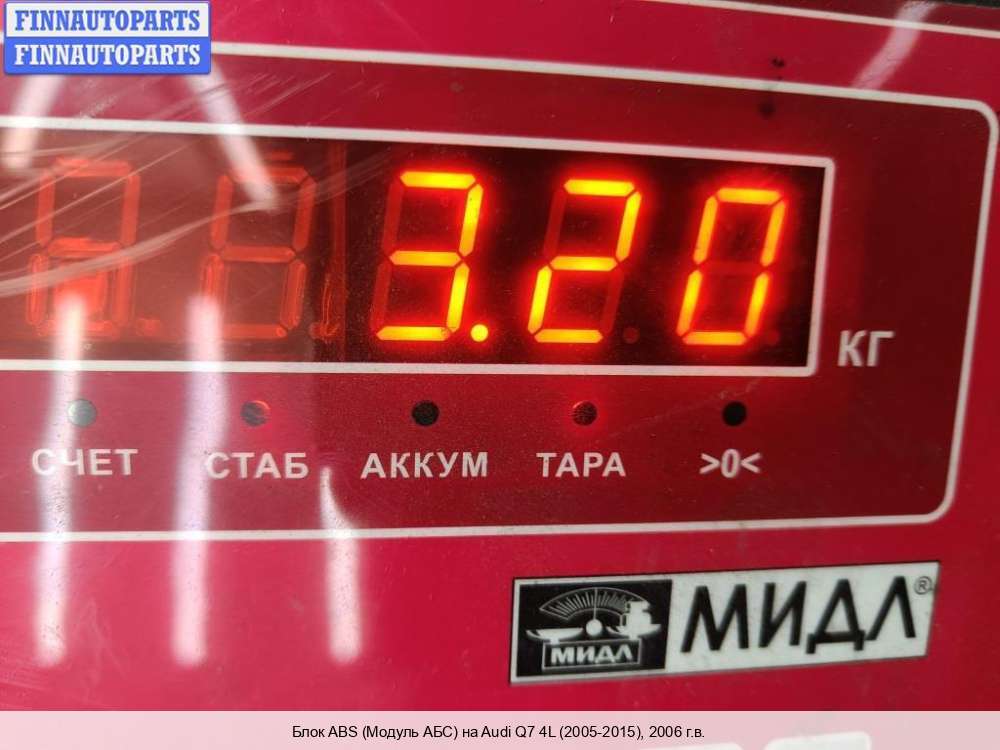 FINNAUTOPARTS
FINNAUTOPARTS
3.20
КГ
СЧЕТ СТАБ АККУМ ТАРА >0<
МИДЛ МИДЛ®
Блок ABS (Модуль АБС) на Audi Q7 4L (2005-2015), 2006 г.в.